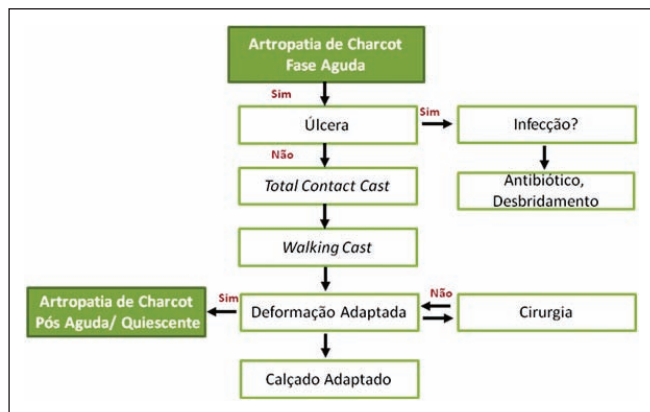 Artropatia de Charcot
Fase Aguda
Sim
Úlcera
Sim
Infecção?
Não
Total Contact Cast
Antibiótico,
Desbridamento
Walking Cast
Artropatia de Charcot
Pós Aguda/ Quiescente
Sim
Deformação Adaptada
Não
Cirurgia
Calçado Adaptado